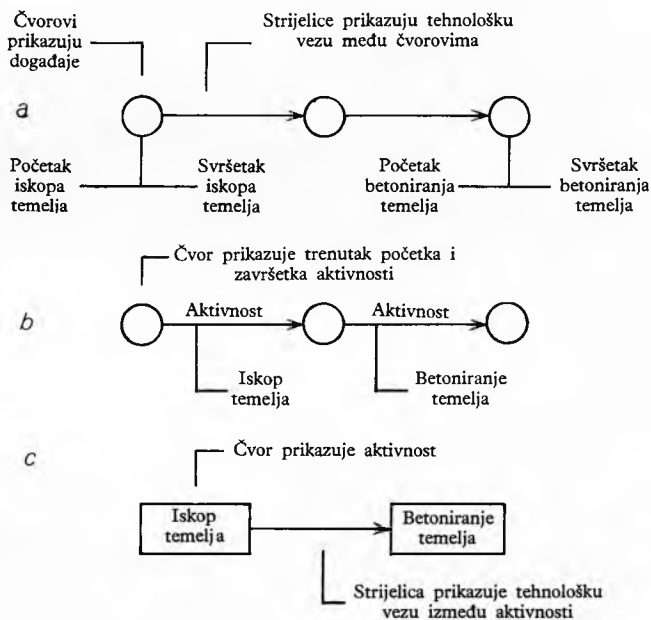 Čvorovi
prikazuju
događaje
Strijelice prikazuju tehnološku
vezu među čvorovima
a
Početak
iskopa
temelja
Svršetak
iskopa
temelja
Početak
betoniranja
temelja
Svršetak
betoniranja
temelja
Čvor prikazuje trenutak početka i
završetka aktivnosti
b
Aktivnost
Aktivnost
Iskop
temelja
Betoniranje
temelja
c
Čvor prikazuje aktivnost
Iskop
temelja
Betoniranje
temelja
Strijelica prikazuje tehnološku
vezu između aktivnosti